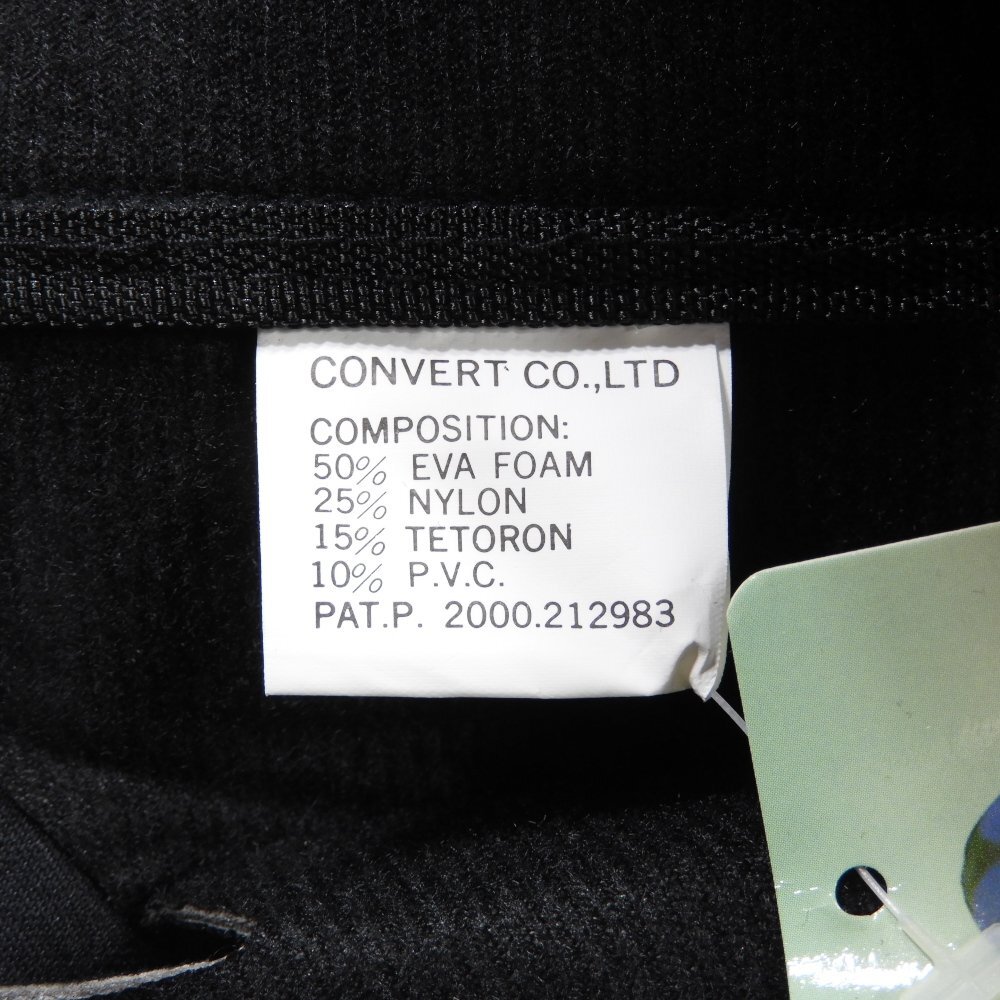 CONVERT CO.,LTD
COMPOSITION:
50% EVA FOAM
25% NYLON
15% TETORON
10% P.V.C.
PAT.P. 2000.212983